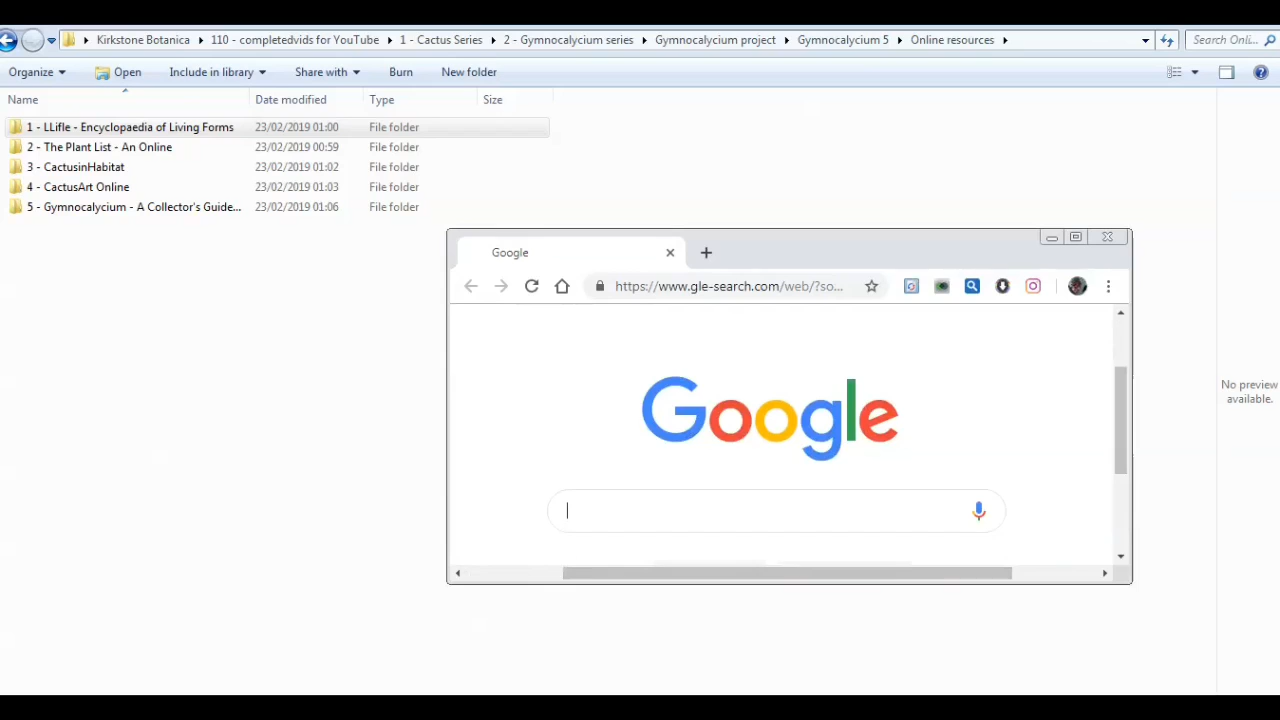 Kirkstone Botanica 110 - completedvids for YouTube 1 - Cactus Series 2 - Gymnocalycium series Gymnocalycium project Gymnocalycium 5 Online resources Search Onli...
Organize Open Include in library Share with Burn New folder
Name Date modified Type Size
1 - LLifle - Encyclopaedia of Living Forms 23/02/2019 01:00 File folder
2 - The Plant List - An Online 23/02/2019 00:59 File folder
3 - CactusinHabitat 23/02/2019 01:02 File folder
4 - CactusArt Online 23/02/2019 01:03 File folder
5 - Gymnocalycium - A Collector's Guide... 23/02/2019 01:06 File folder
Google
https://www.gle-search.com/web/?so...
Google
No preview
available.